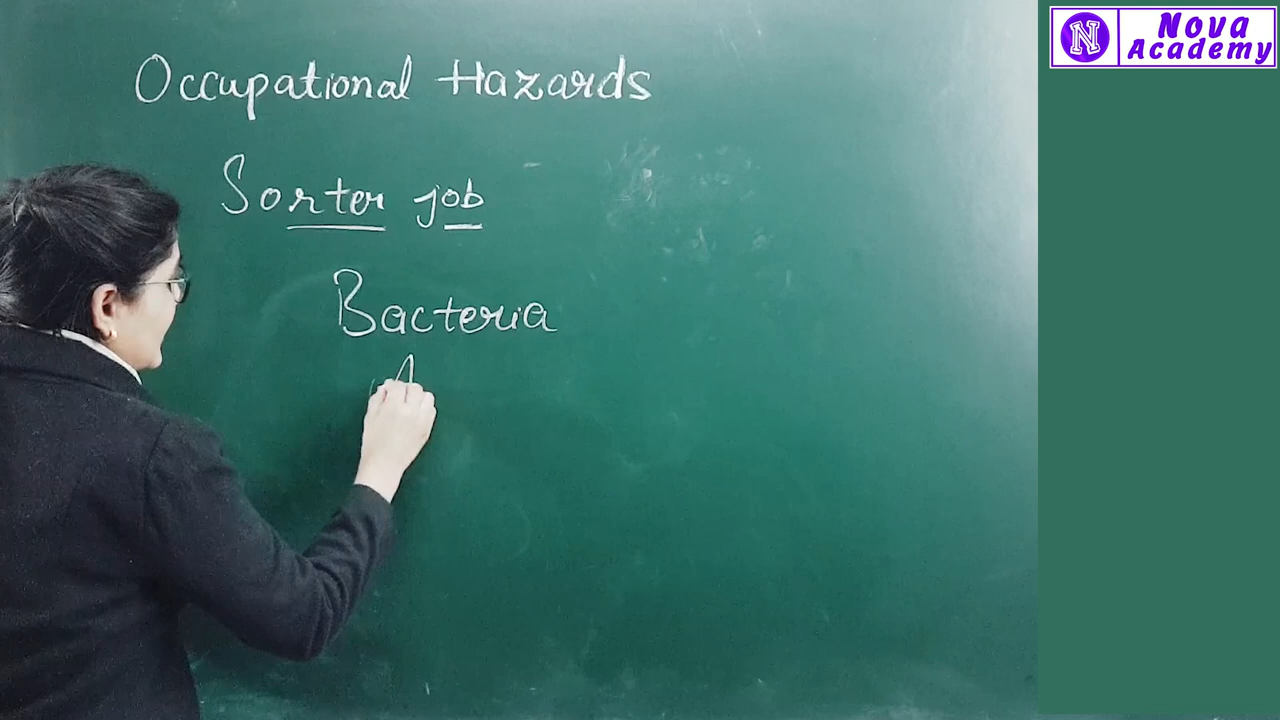 Occupational Hazards
Sorter job
Bacteria
A
N
Nova
Academy